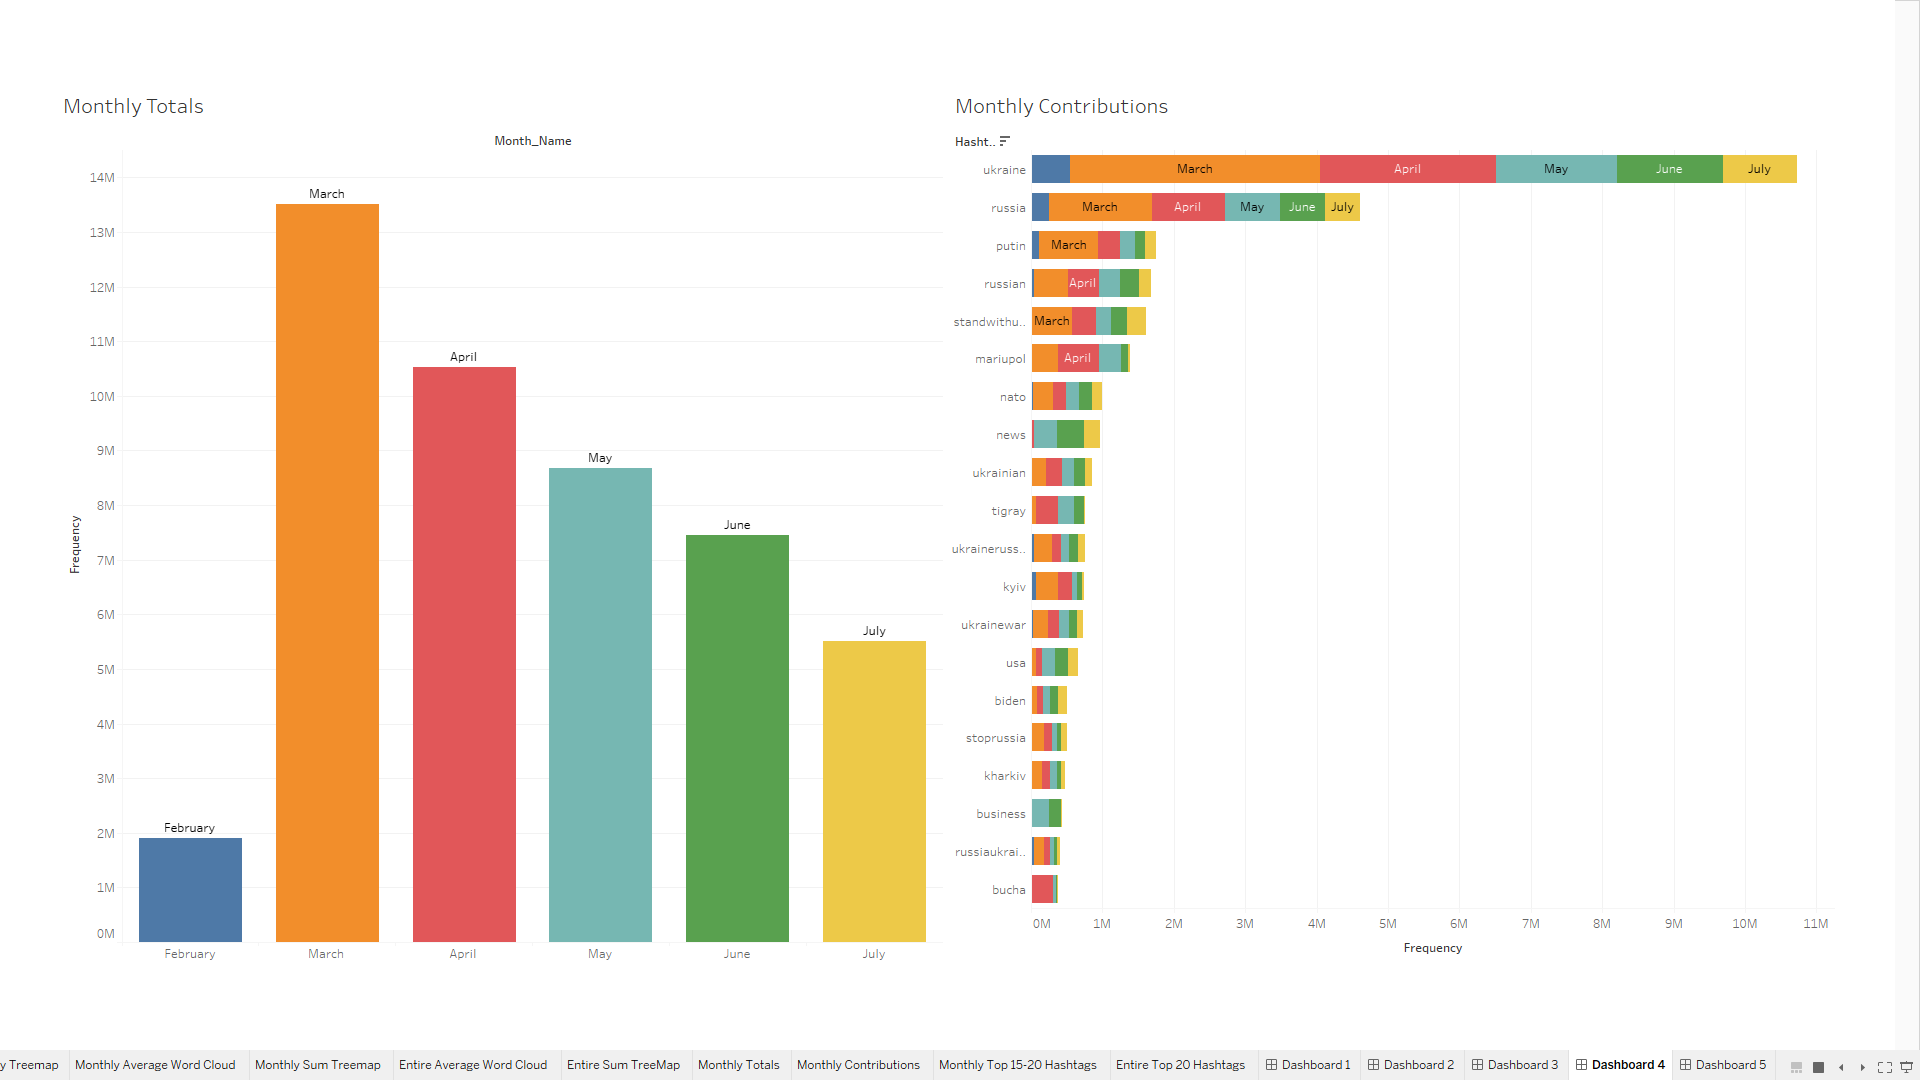 Monthly Totals
Month_Name
14M
13M
12M
11M
10M
9M
8M
7M
6M
5M
4M
3M
2M
1M
0M
Frequency
February
March
April
May
June
July
February
March
April
May
June
July
Monthly Contributions
Hasht..
ukraine March April May June July
russia March April May June July
putin March
russian April
standwithu.. March
mariupol April
nato
news
ukrainian
tigray
ukraineruss..
kyiv
ukrainewar
usa
biden
stoprussia
kharkiv
business
russiaukrai..
bucha
0M 1M 2M 3M 4M 5M 6M 7M 8M 9M 10M 11M
Frequency
y Treemap Monthly Average Word Cloud Monthly Sum Treemap Entire Average Word Cloud Entire Sum TreeMap Monthly Totals Monthly Contributions Monthly Top 15-20 Hashtags Entire Top 20 Hashtags Dashboard 1 Dashboard 2 Dashboard 3 Dashboard 4 Dashboard 5